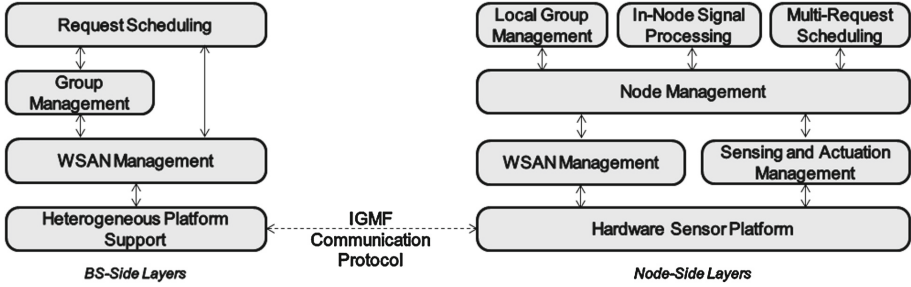 Request Scheduling
Group
Management
WSAN Management
Heterogeneous Platform
Support
BS-Side Layers
IGMF
Communication
Protocol
Local Group
Management
In-Node Signal
Processing
Multi-Request
Scheduling
Node Management
WSAN Management
Sensing and Actuation
Management
Hardware Sensor Platform
Node-Side Layers